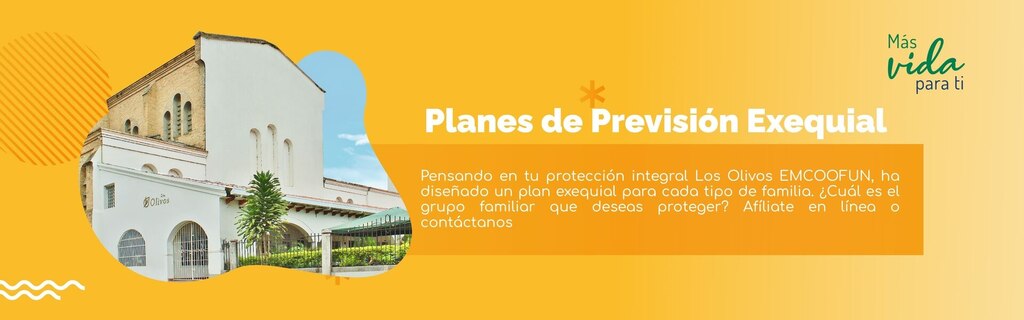 Más
vida
para ti
Planes de Previsión Exequial
Pensando en tu protección integral Los Olivos EMCOOFUN, ha
diseñado un plan exequial para cada tipo de familia. ¿Cuál es el
grupo familiar que deseas proteger? Afíliate en línea o
contáctanos
Los
Olivos